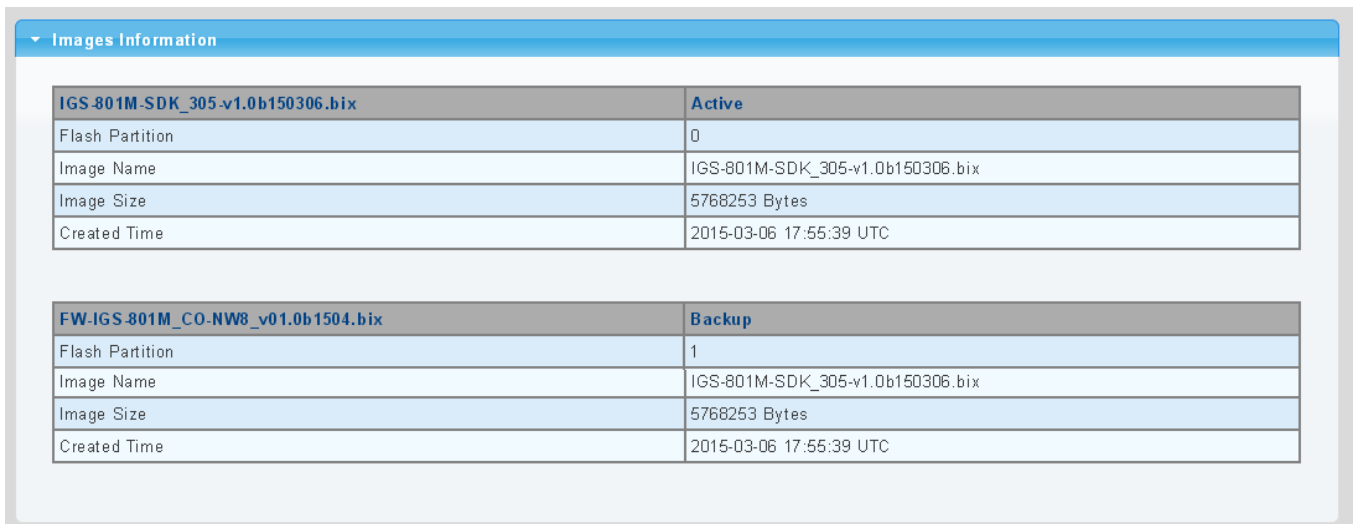 Images Information
IGS-801M-SDK_305-v1.0b150306.bix Active
Flash Partition 0
Image Name IGS-801M-SDK_305-v1.0b150306.bix
Image Size 5768253 Bytes
Created Time 2015-03-06 17:55:39 UTC
FW-IGS-801M_CO-NW8_v01.0b1504.bix Backup
Flash Partition 1
Image Name IGS-801M-SDK_305-v1.0b150306.bix
Image Size 5768253 Bytes
Created Time 2015-03-06 17:55:39 UTC